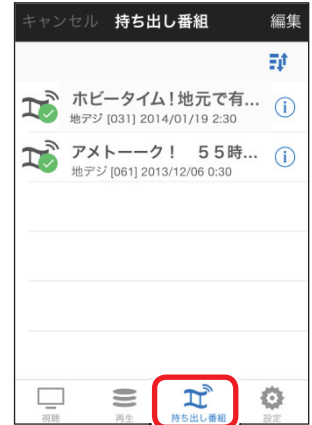 キャンセル 持ち出し番組 編集
ホビータイム!地元で有...
地デジ [031] 2014/01/19 2:30
アメトーーク! 55時...
地デジ [061] 2013/12/06 0:30
視聴 再生 持ち出し番組 設定